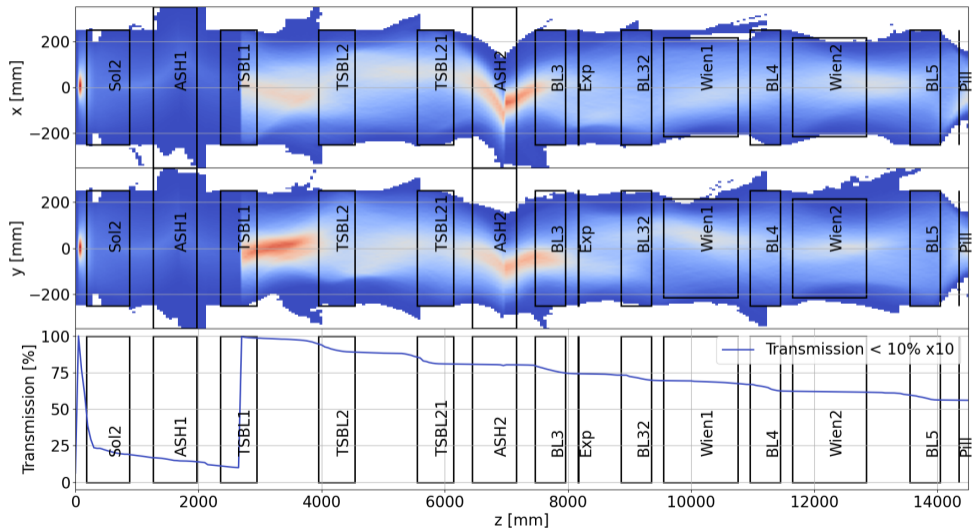 x [mm]
200
0
−200
Sol2
ASH1
TSBL1
TSBL2
TSBL21
ASH2
BL3
Exp
BL32
Wien1
BL4
Wien2
BL5
Pill
y [mm]
200
0
−200
Sol2
ASH1
TSBL1
TSBL2
TSBL21
ASH2
BL3
Exp
BL32
Wien1
BL4
Wien2
BL5
Pill
Transmission [%]
100
75
50
25
0
Transmission < 10% x10
Sol2
ASH1
TSBL1
TSBL2
TSBL21
ASH2
BL3
Exp
BL32
Wien1
BL4
Wien2
BL5
Pill
0
2000
4000
6000
8000
10000
12000
14000
z [mm]